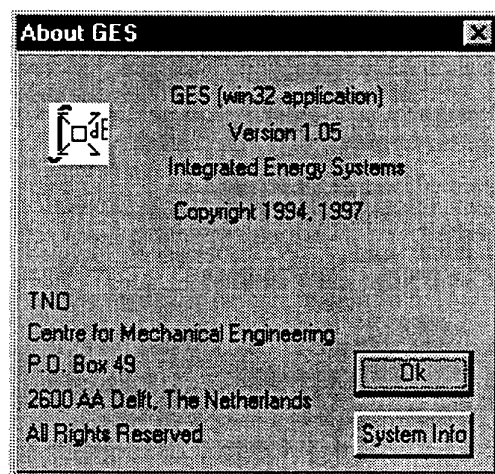 About GES
GES (win32 application)
Version 1.05
Integrated Energy Systems
Copyright 1994, 1997
TNO
Centre for Mechanical Engineering
P.O. Box 49
2600 AA Delft, The Netherlands
All Rights Reserved
Ok
System Info